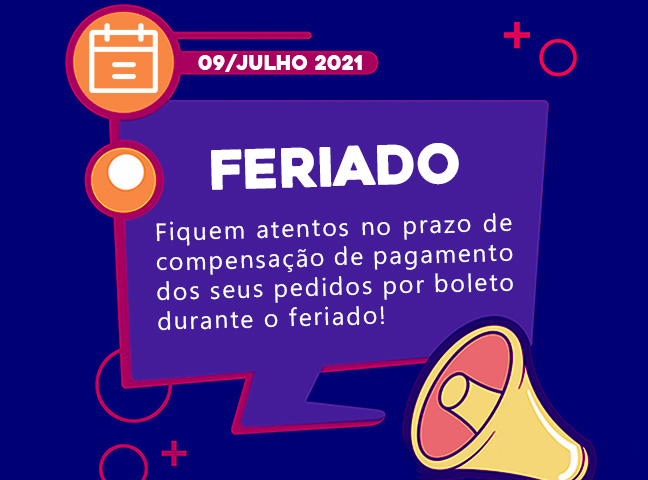 09/JULHO 2021
FERIADO
Fiquem atentos no prazo de
compensação de pagamento
dos seus pedidos por boleto
durante o feriado!